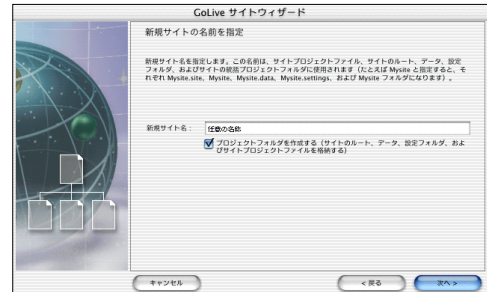 GoLive サイトウィザード
新規サイトの名前を指定
新規サイト名を指定します。この名前は、サイトプロジェクトファイル、サイトのルート、データ、設定
フォルダ、およびサイトの統括プロジェクトフォルダに使用されます（たとえば Mysite と指定すると、そ
れぞれ Mysite.site、Mysite、Mysite.data、Mysite.settings、および Mysite フォルダになります）。
新規サイト名：
任意の名称
プロジェクトフォルダを作成する（サイトのルート、データ、設定フォルダ、およ
びサイトプロジェクトファイルを格納する）
キャンセル
< 戻る
次へ >